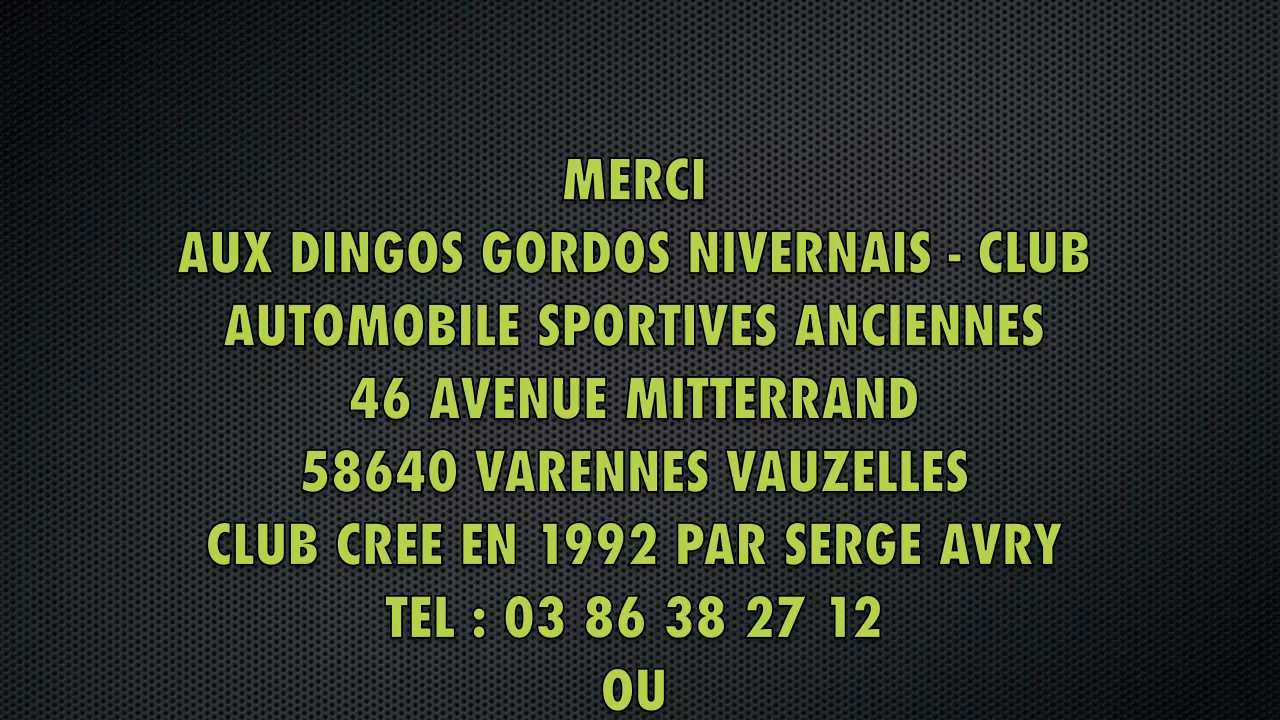 MERCI
AUX DINGOS GORDOS NIVERNAIS - CLUB
AUTOMOBILE SPORTIVES ANCIENNES
46 AVENUE MITTERRAND
58640 VARENNES VAUZELLES
CLUB CREE EN 1992 PAR SERGE AVRY
TEL : 03 86 38 27 12
OU